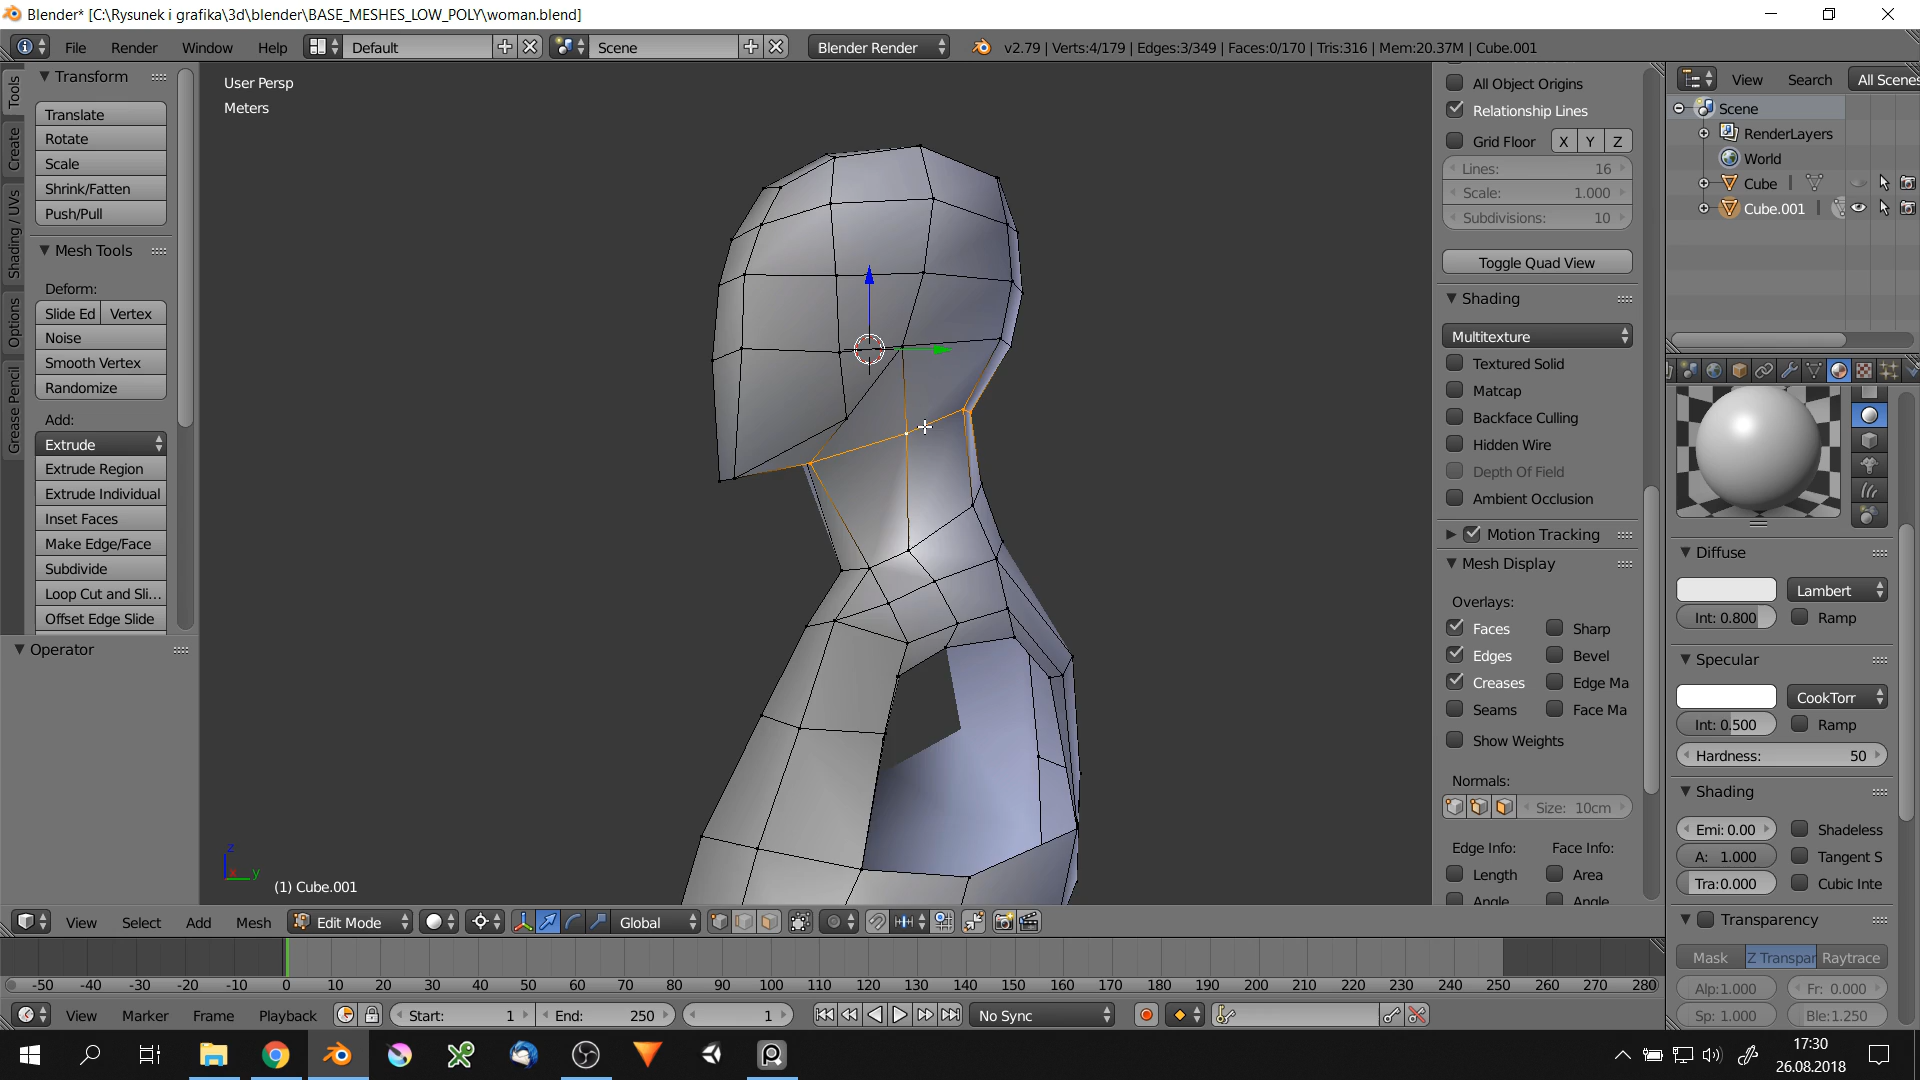 Blender* [C:\Rysunek i grafika\3d\blender\BASE_MESHES_LOW_POLY\woman.blend]
File Render Window Help Default Scene Blender Render v2.79 | Verts:4/179 | Edges:3/349 | Faces:0/170 | Tris:316 | Mem:20.37M | Cube.001
Tools
Create
Shading / UVs
Options
Grease Pencil
Transform
Translate
Rotate
Scale
Shrink/Fatten
Push/Pull
Mesh Tools
Deform:
Slide Ed Vertex
Noise
Smooth Vertex
Randomize
Add:
Extrude
Extrude Region
Extrude Individual
Inset Faces
Make Edge/Face
Subdivide
Loop Cut and Sli...
Offset Edge Slide
Operator
User Persp
Meters
z
x y
(1) Cube.001
All Object Origins
Relationship Lines
Grid Floor X Y Z
Lines: 16
Scale: 1.000
Subdivisions: 10
Toggle Quad View
Shading
Multitexture
Textured Solid
Matcap
Backface Culling
Hidden Wire
Depth Of Field
Ambient Occlusion
Motion Tracking
Mesh Display
Overlays:
Faces Sharp
Edges Bevel
Creases Edge Ma
Seams Face Ma
Show Weights
Normals:
Size: 10cm
Edge Info: Face Info:
Length Area
Angle Angle
View Search All Scenes
Scene
RenderLayers
World
Cube
Cube.001
Diffuse
Lambert
Int: 0.800 Ramp
Specular
CookTorr
Int: 0.500 Ramp
Hardness: 50
Shading
Emi: 0.00 Shadeless
A: 1.000 Tangent S
Tra:0.000 Cubic Inte
Transparency
Mask Z Transpar Raytrace
Alp:1.000 Fr: 0.000
Sp: 1.000 Ble:1.250
View Select Add Mesh Edit Mode Global
-50 -40 -30 -20 -10 0 10 20 30 40 50 60 70 80 90 100 110 120 130 140 150 160 170 180 190 200 210 220 230 240 250 260 270 280
View Marker Frame Playback Start: 1 End: 250 1 No Sync
17:30
26.08.2018